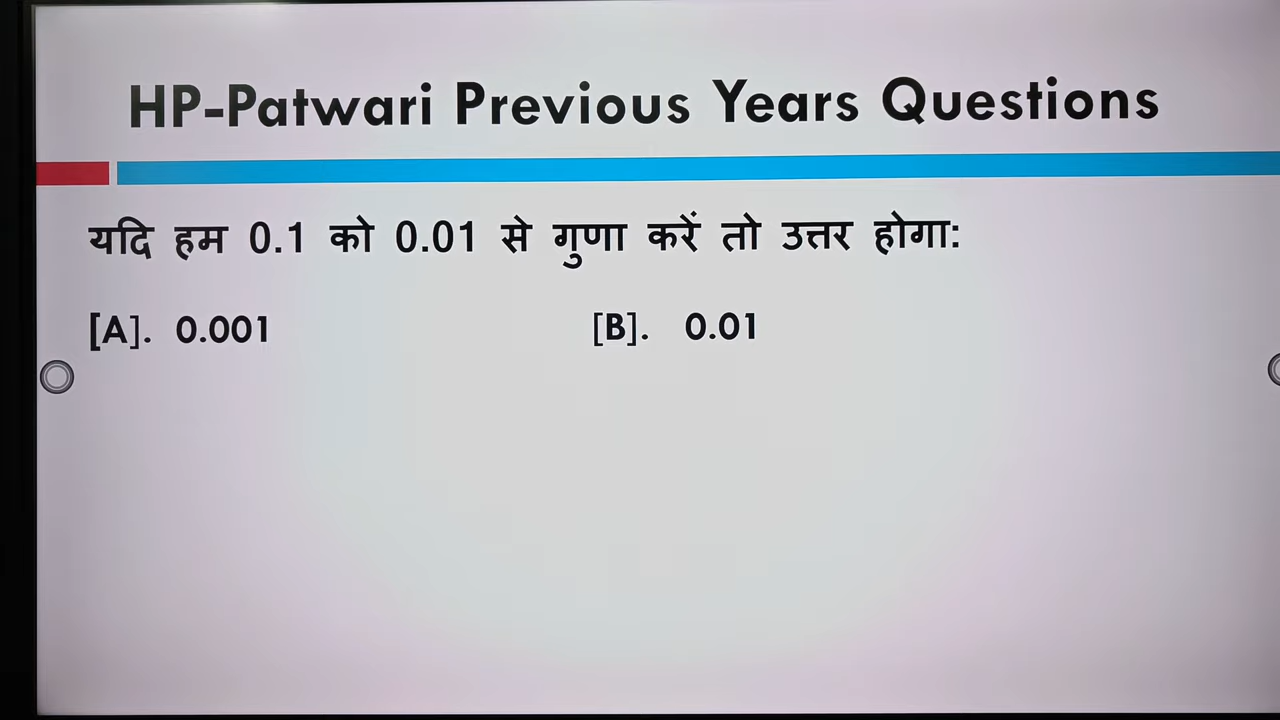 HP-Patwari Previous Years Questions
यदि हम 0.1 को 0.01 से गुणा करें तो उत्तर होगा:
[A]. 0.001 [B]. 0.01